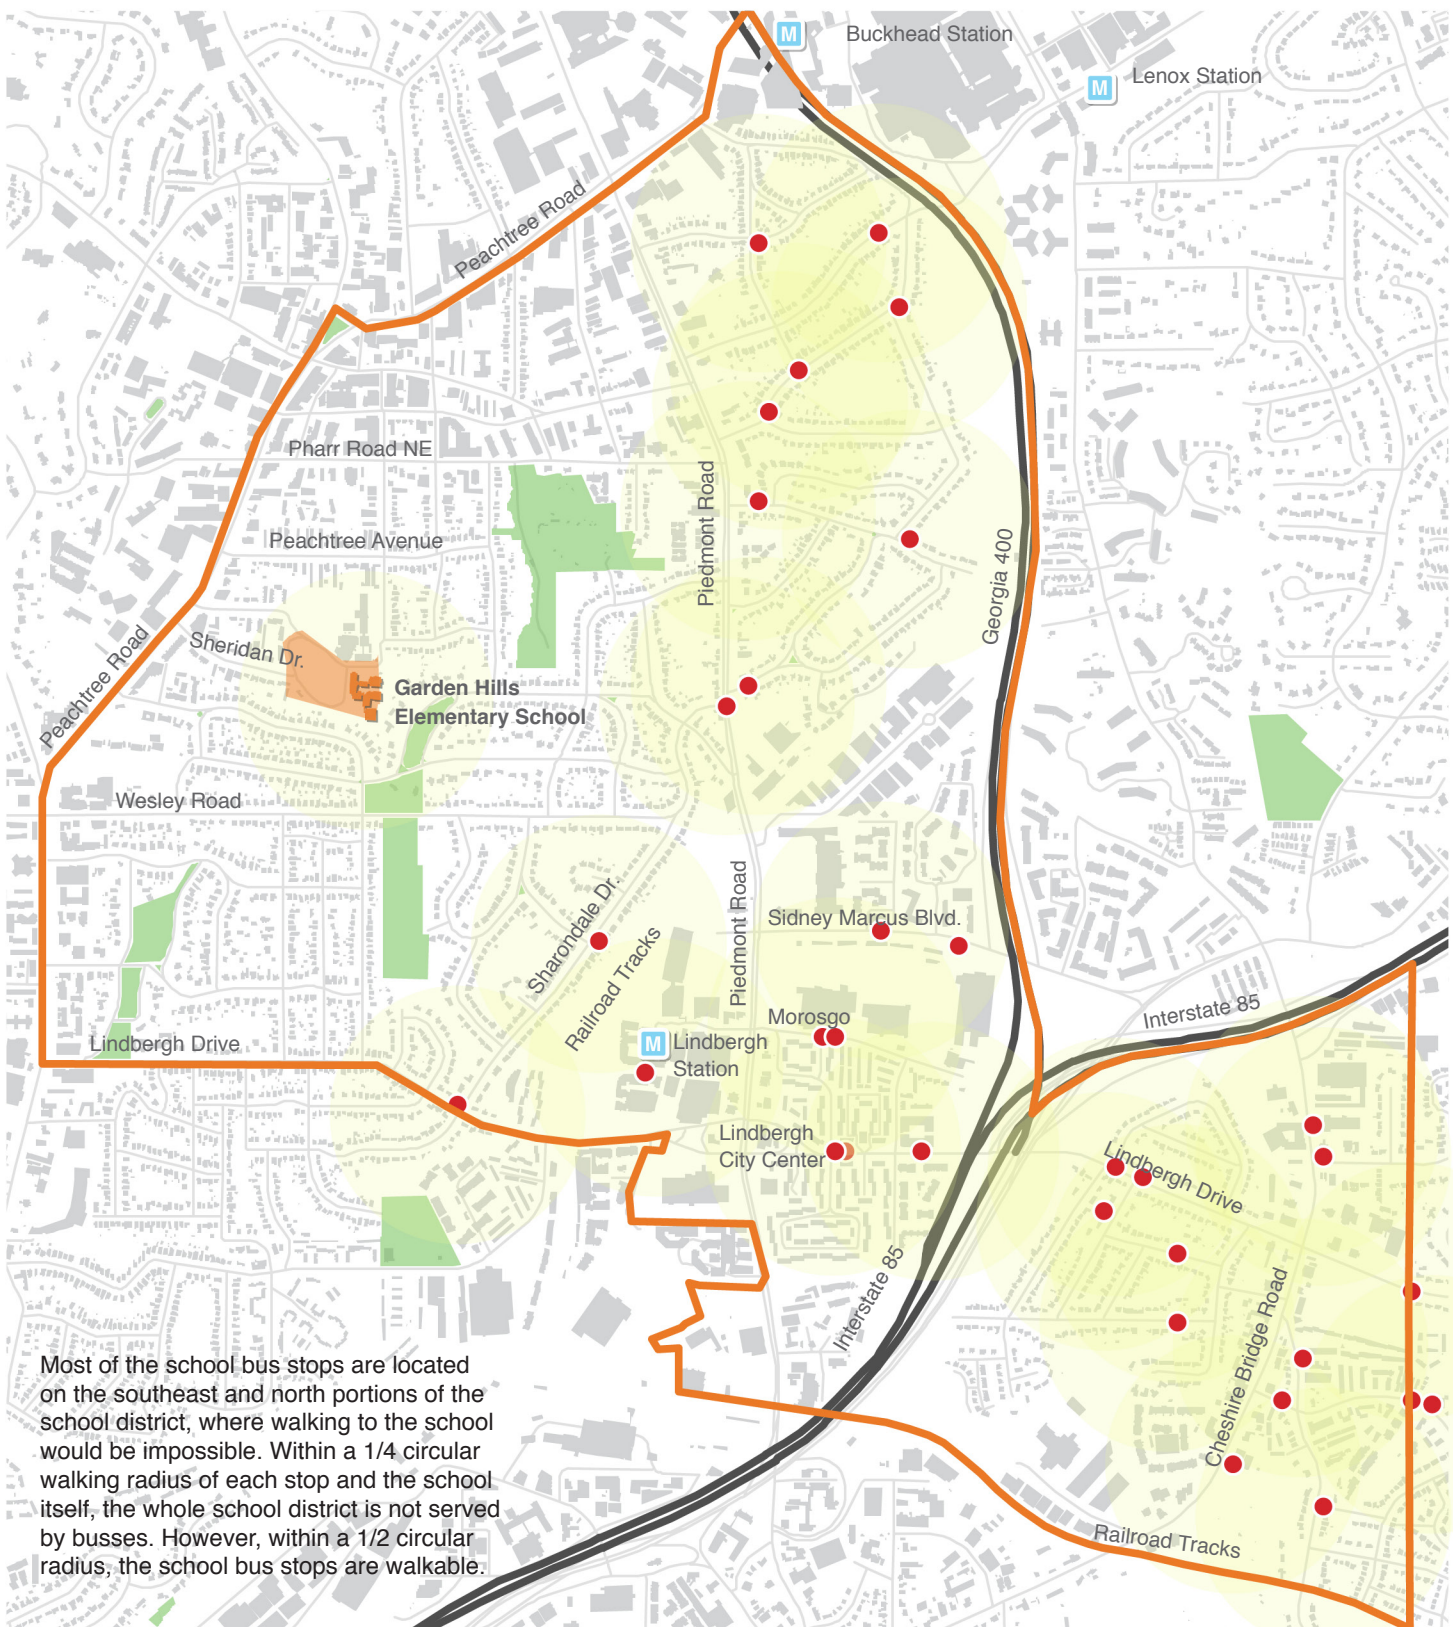 M
Buckhead Station
M
Lenox Station
Peachtree Road
Pharr Road NE
Peachtree Avenue
Piedmont Road
Georgia 400
Sheridan Dr.
Peachtree Road
Garden Hills
Elementary School
Wesley Road
Sharondale Dr.
Railroad Tracks
Piedmont Road
Sidney Marcus Blvd.
Morosgo
Interstate 85
Lindbergh Drive
M
Lindbergh
Station
Lindbergh
City Center
Lindbergh Drive
Interstate 85
Cheshire Bridge Road
Railroad Tracks
Most of the school bus stops are located
on the southeast and north portions of the
school district, where walking to the school
would be impossible. Within a 1/4 circular
walking radius of each stop and the school
itself, the whole school district is not served
by busses. However, within a 1/2 circular
radius, the school bus stops are walkable.